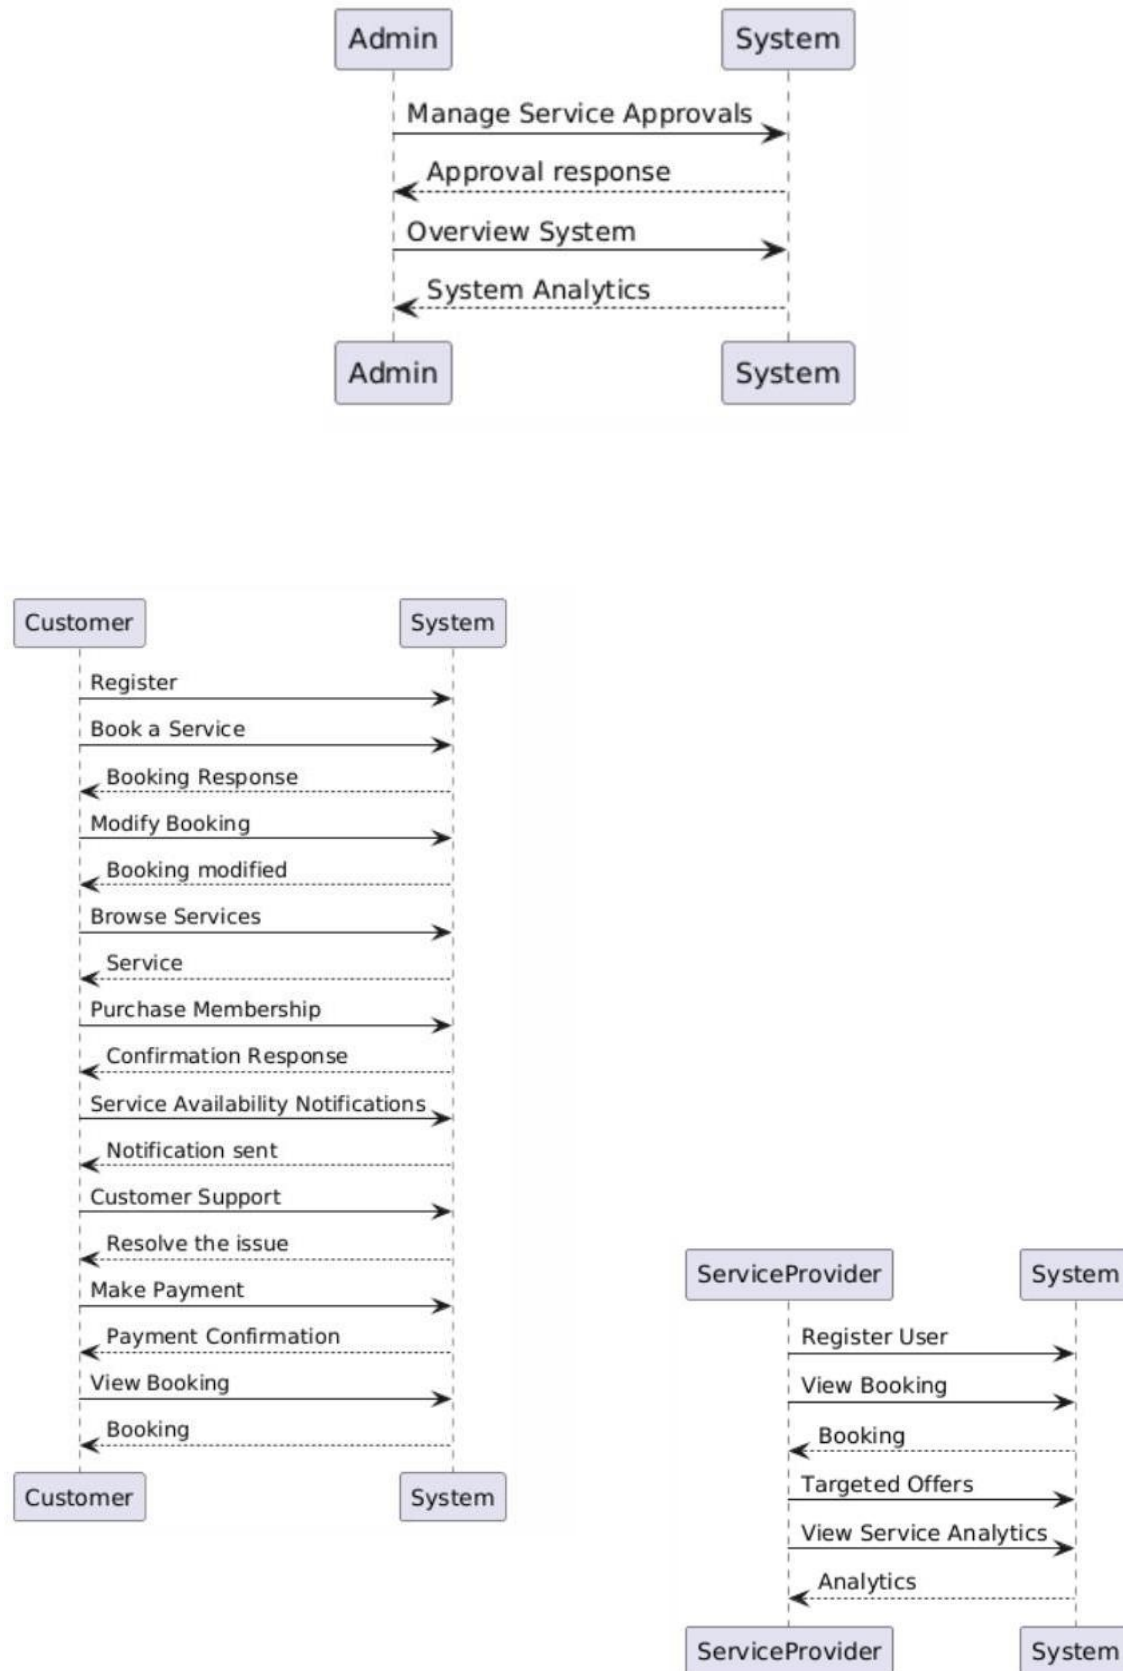 Admin
System
Manage Service Approvals
Approval response
Overview System
System Analytics
Admin
System
Customer
System
Register
Book a Service
Booking Response
Modify Booking
Booking modified
Browse Services
Service
Purchase Membership
Confirmation Response
Service Availability Notifications
Notification sent
Customer Support
Resolve the issue
Make Payment
Payment Confirmation
View Booking
Booking
Customer
System
ServiceProvider
System
Register User
View Booking
Booking
Targeted Offers
View Service Analytics
Analytics
ServiceProvider
System